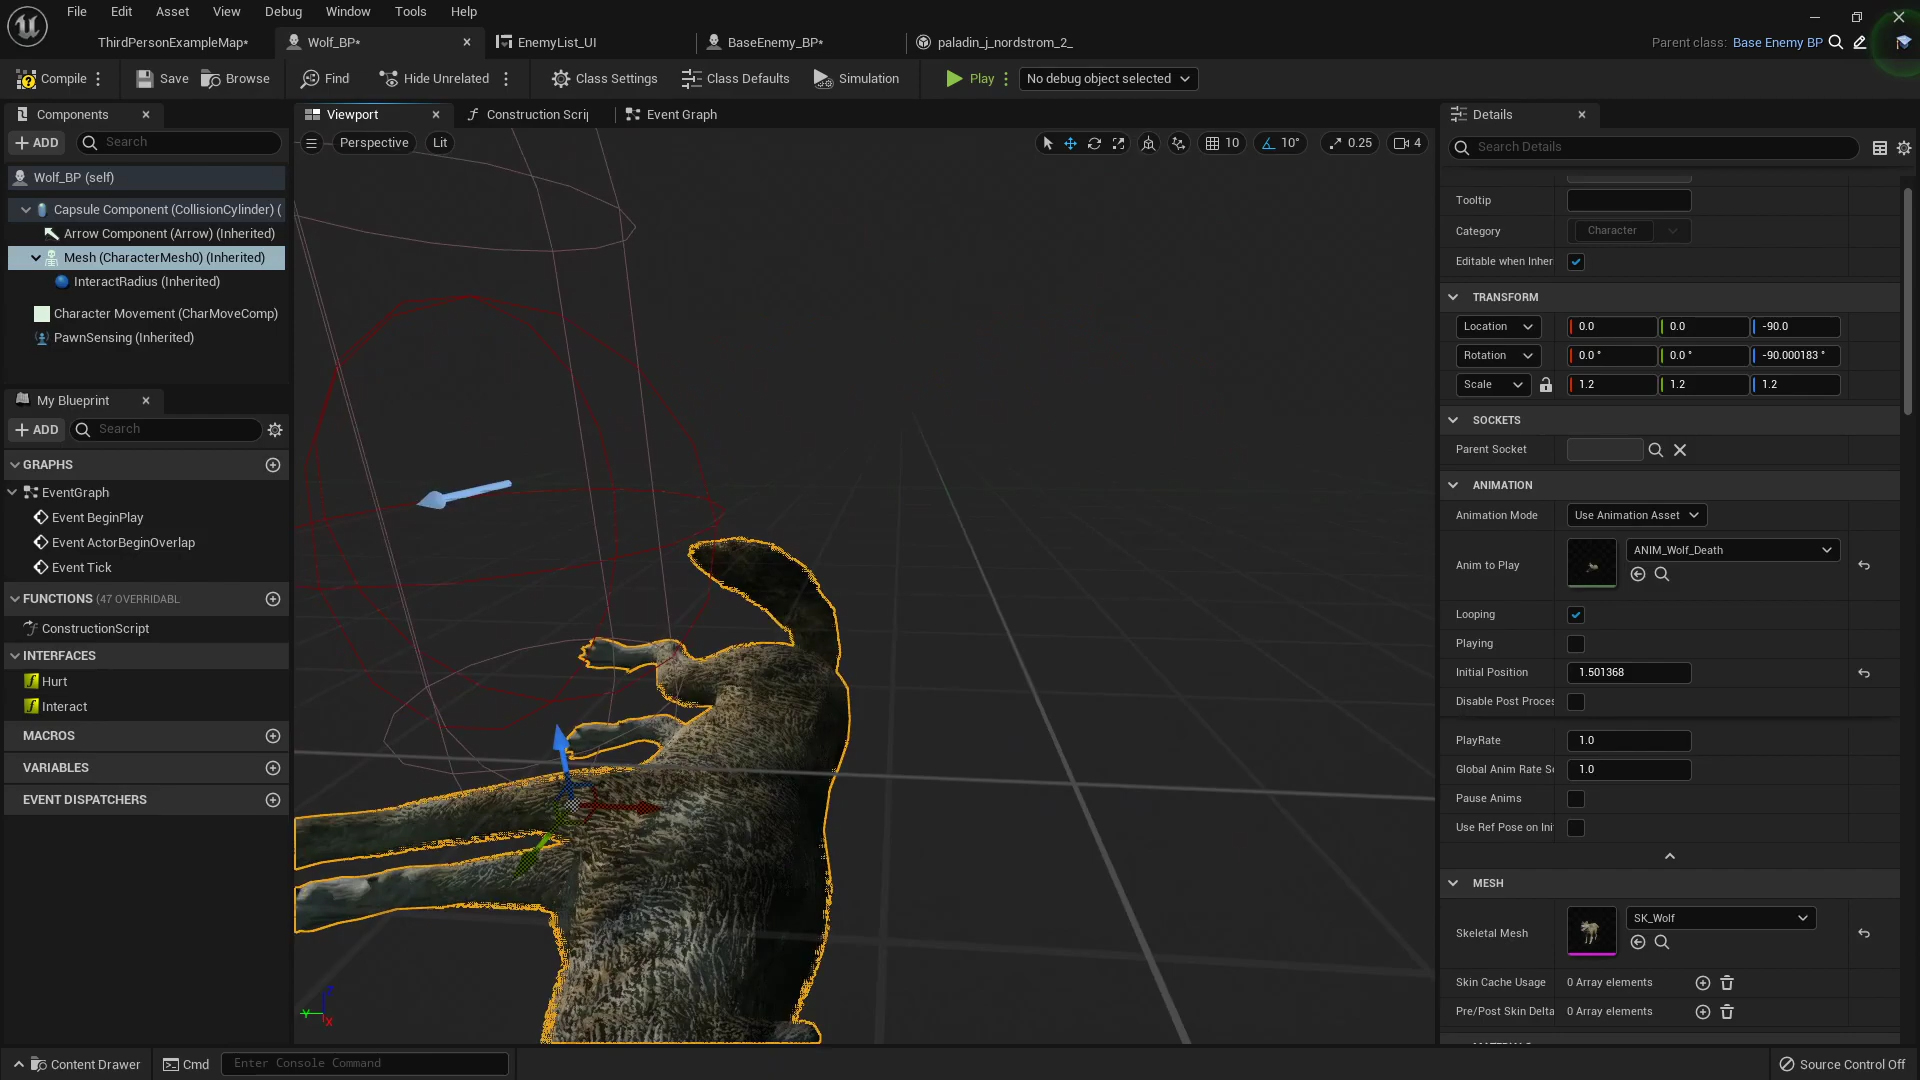 File Edit Asset View Debug Window Tools Help
ThirdPersonExampleMap* Wolf_BP* EnemyList_UI BaseEnemy_BP* paladin_j_nordstrom_2_ Parent class: Base Enemy BP
Compile Save Browse Find Hide Unrelated Class Settings Class Defaults Simulation Play No debug object selected
Components
ADD Search
Wolf_BP (self)
Capsule Component (CollisionCylinder) (
Arrow Component (Arrow) (Inherited)
Mesh (CharacterMesh0) (Inherited)
InteractRadius (Inherited)
Character Movement (CharMoveComp)
PawnSensing (Inherited)
My Blueprint
ADD Search
GRAPHS
EventGraph
Event BeginPlay
Event ActorBeginOverlap
Event Tick
FUNCTIONS (47 OVERRIDABL
ConstructionScript
INTERFACES
Hurt
Interact
MACROS
VARIABLES
EVENT DISPATCHERS
Viewport Construction Scri Event Graph
Perspective Lit 10 10° 0.25 4
Z
Y
X
Details
Search Details
Tooltip
Category Character
Editable when Inher
TRANSFORM
Location 0.0 0.0 -90.0
Rotation 0.0 ° 0.0 ° -90.000183 °
Scale 1.2 1.2 1.2
SOCKETS
Parent Socket
ANIMATION
Animation Mode Use Animation Asset
Anim to Play ANIM_Wolf_Death
Looping
Playing
Initial Position 1.501368
Disable Post Proces
PlayRate 1.0
Global Anim Rate Sc 1.0
Pause Anims
Use Ref Pose on Ini
MESH
Skeletal Mesh SK_Wolf
Skin Cache Usage 0 Array elements
Pre/Post Skin Delta 0 Array elements
Content Drawer Cmd Enter Console Command Source Control Off